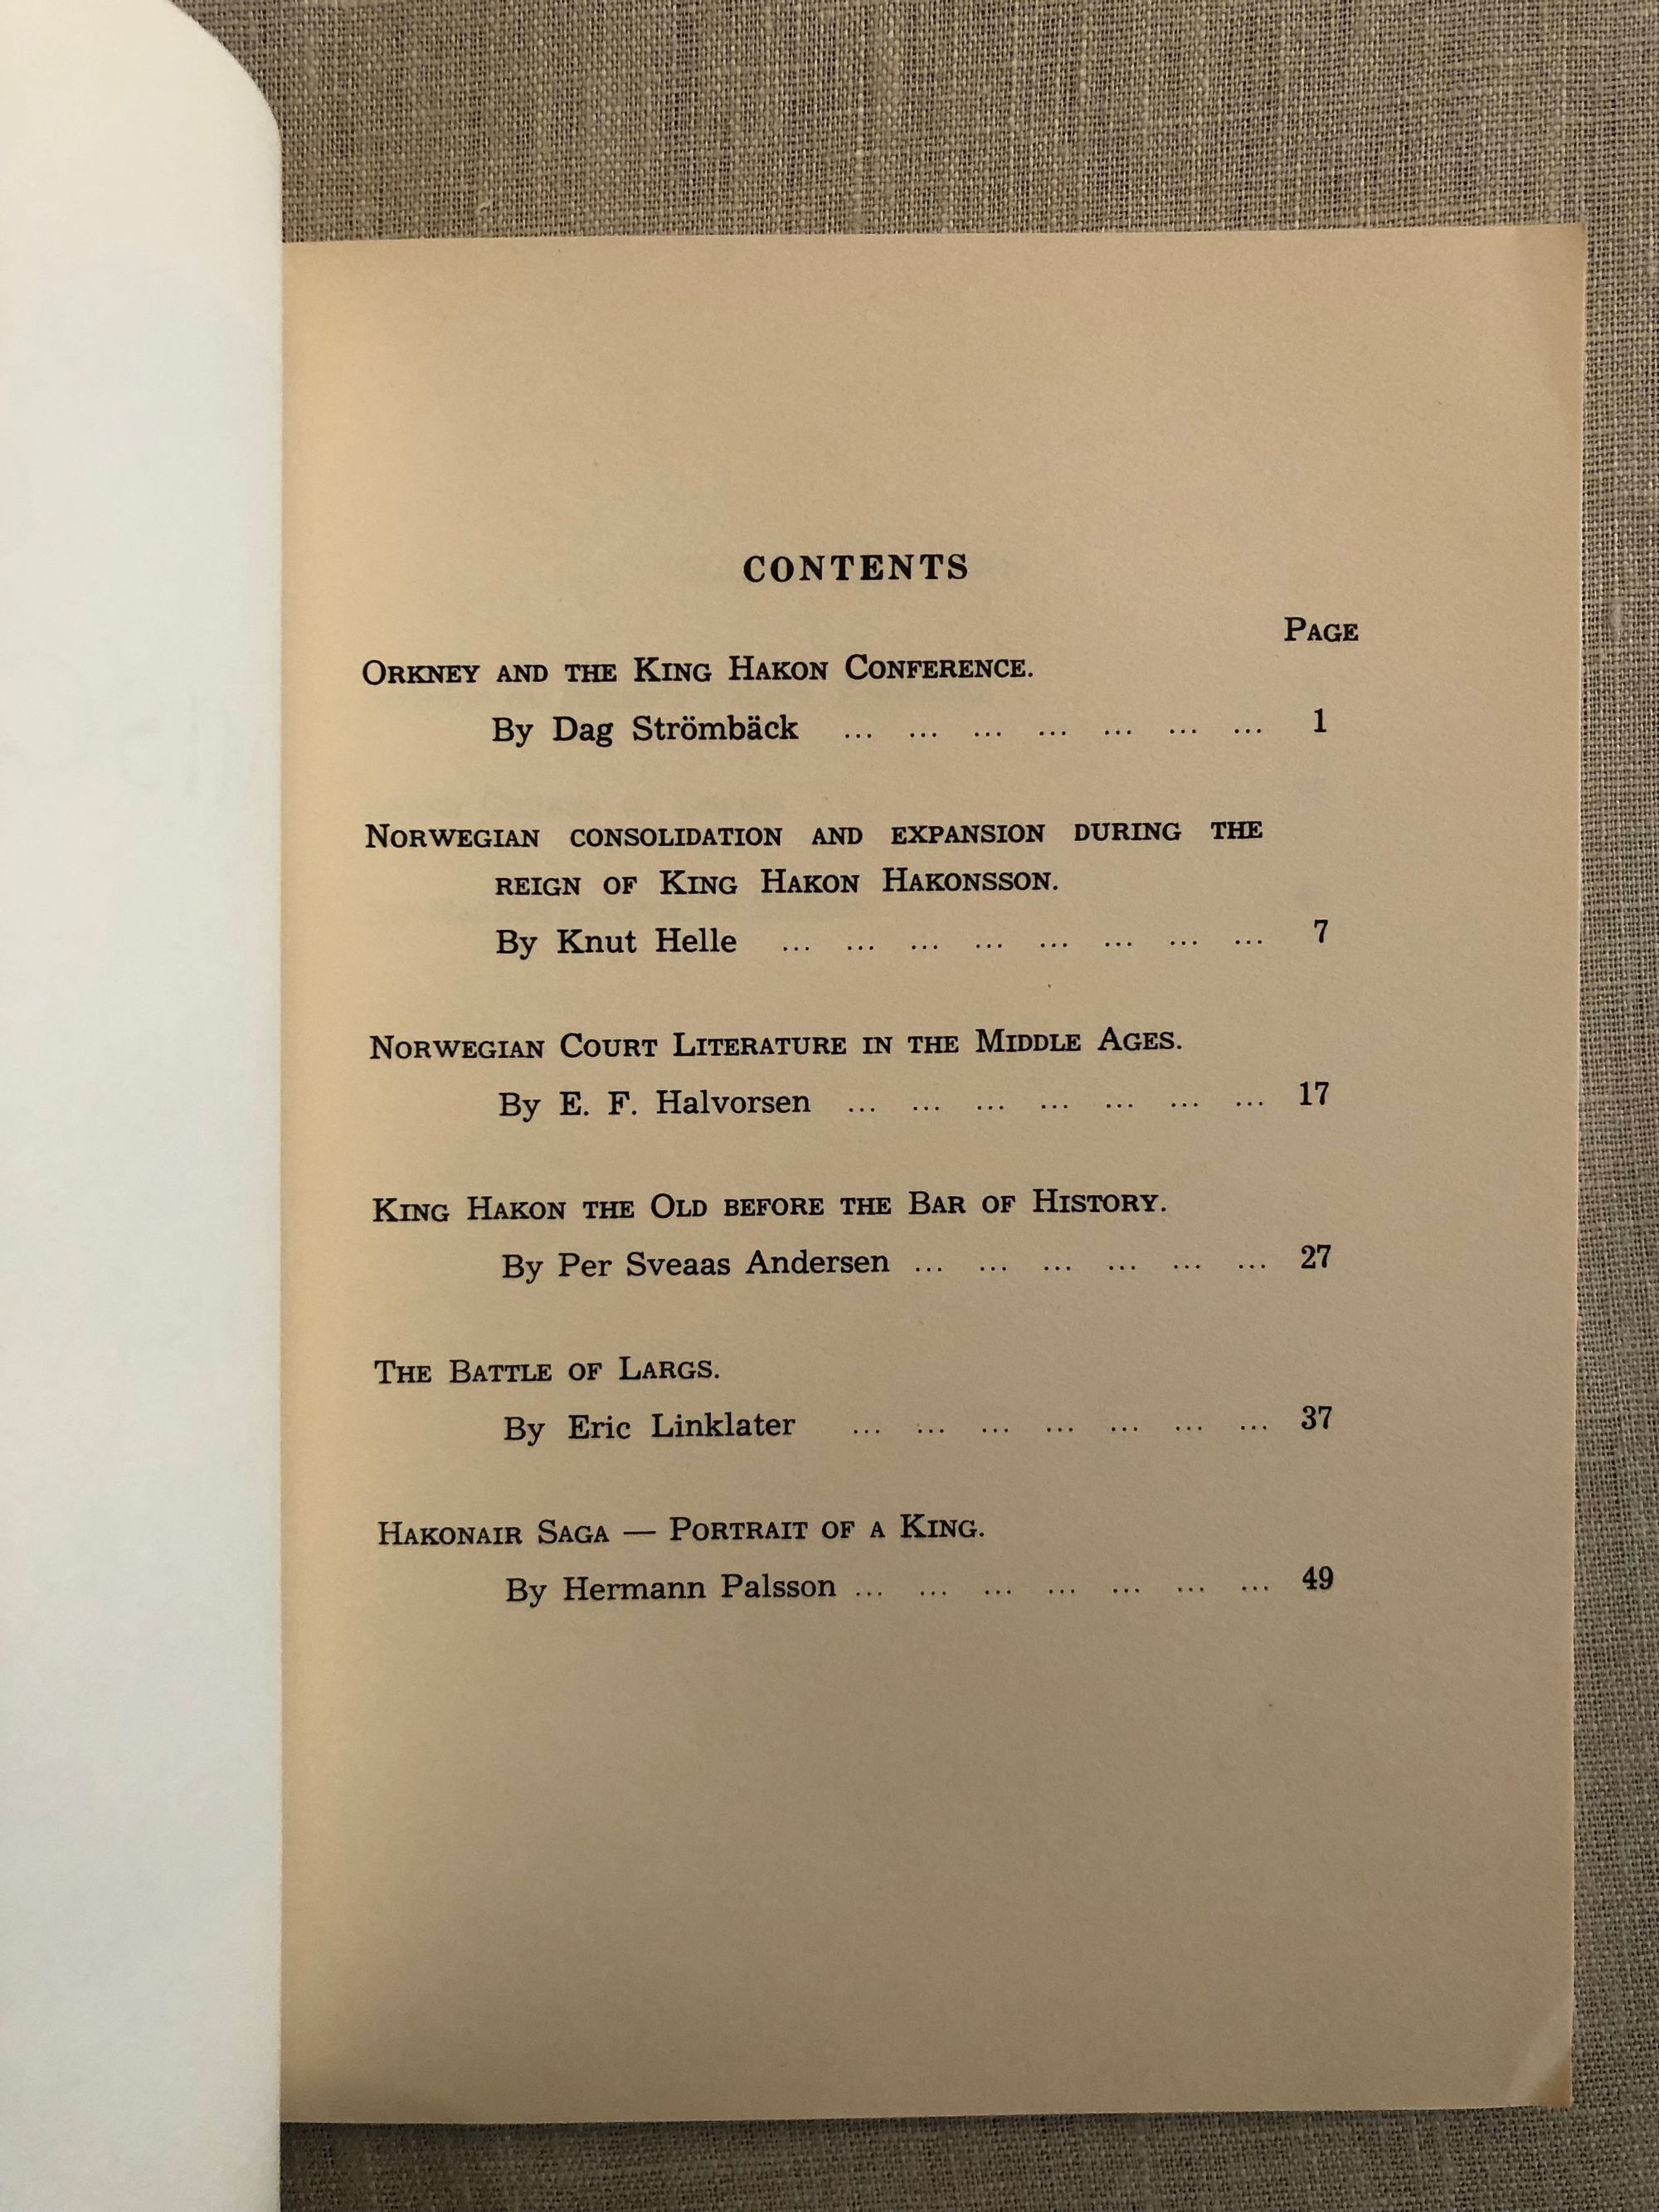 CONTENTS
PAGE
ORKNEY AND THE KING HAKON CONFERENCE.
By Dag Strömbäck ... ... ... ... ... ... ... 1
NORWEGIAN CONSOLIDATION AND EXPANSION DURING THE
REIGN OF KING HAKON HAKONSSON.
By Knut Helle ... ... ... ... ... ... ... ... 7
NORWEGIAN COURT LITERATURE IN THE MIDDLE AGES.
By E. F. Halvorsen ... ... ... ... ... ... ... 17
KING HAKON THE OLD BEFORE THE BAR OF HISTORY.
By Per Sveaas Andersen ... ... ... ... ... ... 27
THE BATTLE OF LARGS.
By Eric Linklater ... ... ... ... ... ... ... 37
HAKONAIR SAGA — PORTRAIT OF A KING.
By Hermann Palsson ... ... ... ... ... ... ... 49